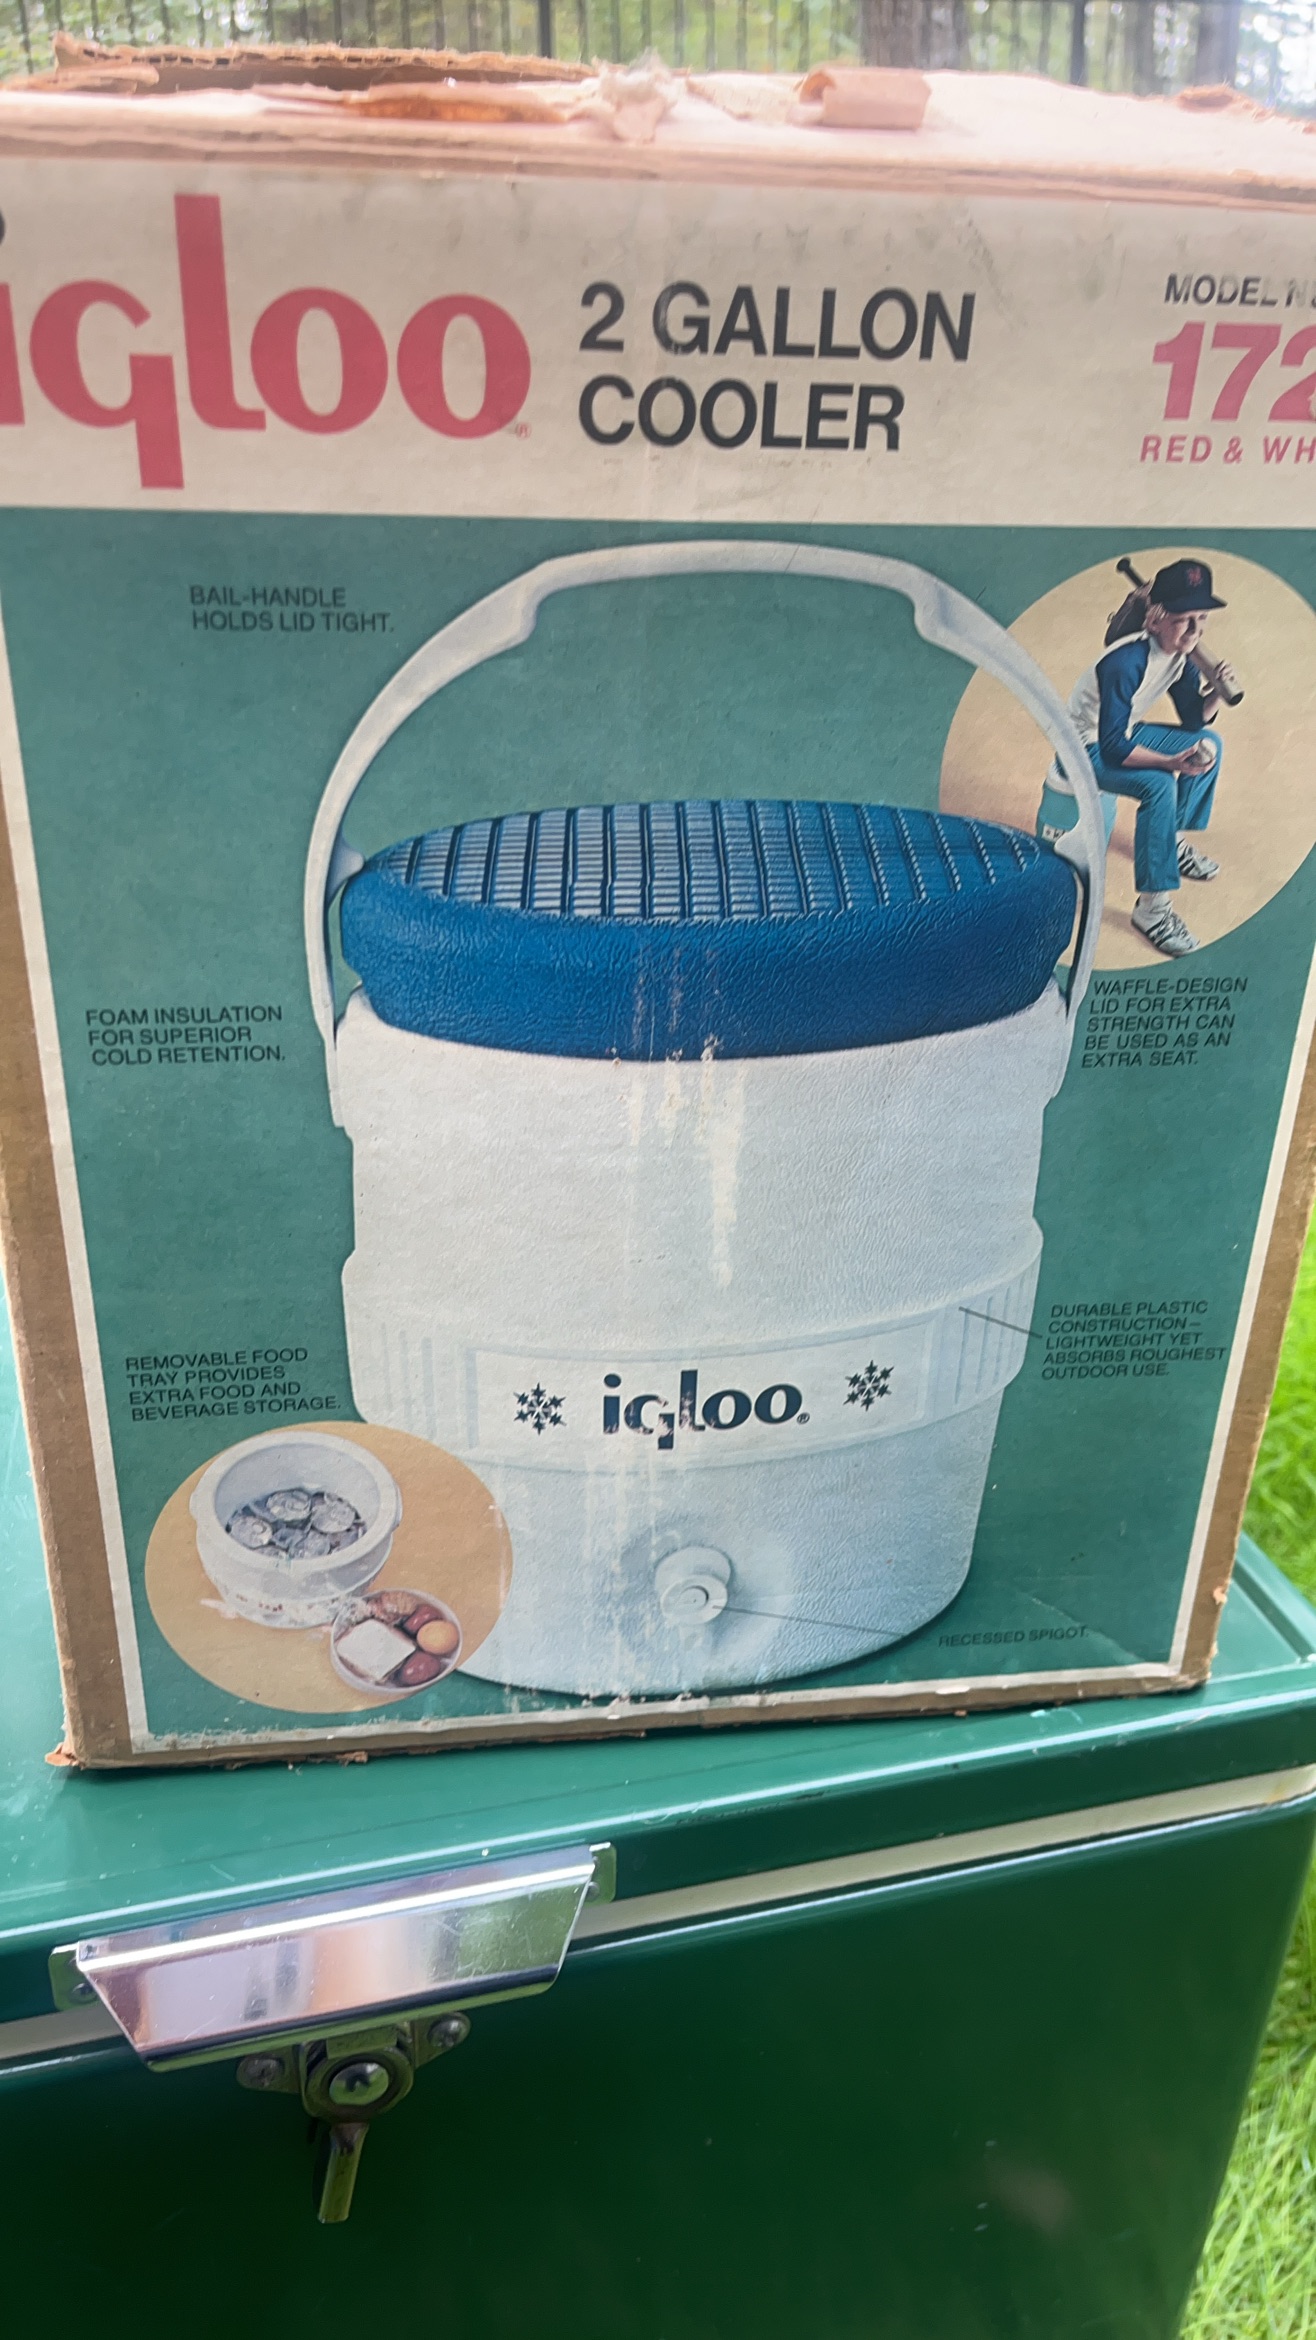 igloo®
2 GALLON
COOLER
MODEL
172
RED & WH
BAIL-HANDLE
HOLDS LID TIGHT.
FOAM INSULATION
FOR SUPERIOR
COLD RETENTION.
WAFFLE-DESIGN
LID FOR EXTRA
STRENGTH CAN
BE USED AS AN
EXTRA SEAT.
DURABLE PLASTIC
CONSTRUCTION—
LIGHTWEIGHT YET
ABSORBS ROUGHEST
OUTDOOR USE.
REMOVABLE FOOD
TRAY PROVIDES
EXTRA FOOD AND
BEVERAGE STORAGE.
igloo®
RECESSED SPIGOT.